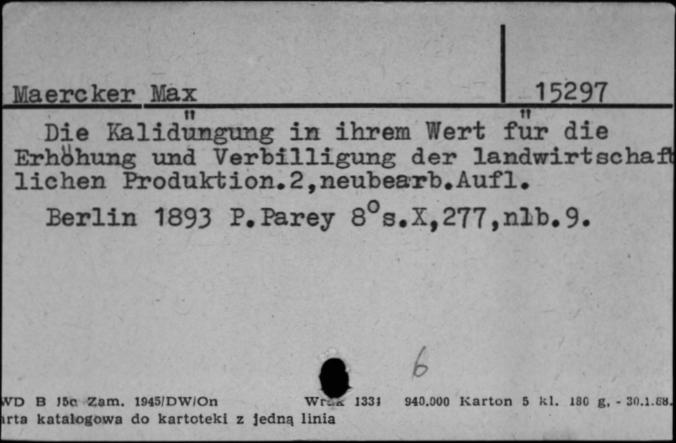 Maercker Max 15297
Die Kalidüngung in ihrem Wert für die
Erhöhung und Verbilligung der landwirtschaft
lichen Produktion.2,neubearb.Aufl.
Berlin 1893 P.Parey 8°s.X,277,nlb.9.
6
WD B 15c Zam. 1945/DW/On 1331 940.000 Karton 5 kl. 180 g, - 30.1.68.
arta katalogowa do kartoteki z jedną linia